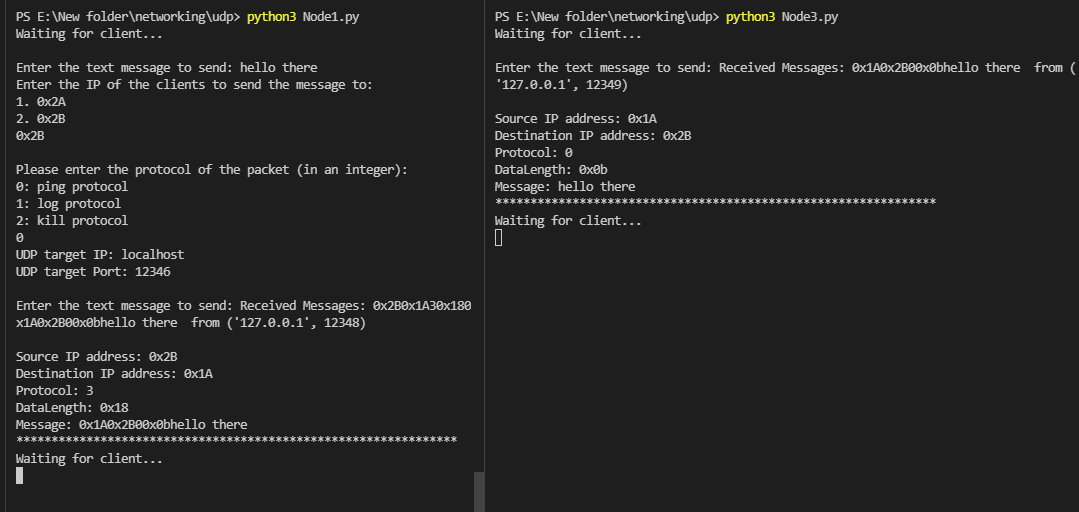 PS E:\New folder\networking\udp> python3 Node1.py
Waiting for client...
Enter the text message to send: hello there
Enter the IP of the clients to send the message to:
1. 0x2A
2. 0x2B
0x2B
Please enter the protocol of the packet (in an integer):
0: ping protocol
1: log protocol
2: kill protocol
0
UDP target IP: localhost
UDP target Port: 12346
Enter the text message to send: Received Messages: 0x2B0x1A30x180
x1A0x2B00x0bhello there  from ('127.0.0.1', 12348)
Source IP address: 0x2B
Destination IP address: 0x1A
Protocol: 3
DataLength: 0x18
Message: 0x1A0x2B00x0bhello there
***************************************************************
Waiting for client...
PS E:\New folder\networking\udp> python3 Node3.py
Waiting for client...
Enter the text message to send: Received Messages: 0x1A0x2B00x0bhello there  from (
'127.0.0.1', 12349)
Source IP address: 0x1A
Destination IP address: 0x2B
Protocol: 0
DataLength: 0x0b
Message: hello there
***************************************************************
Waiting for client...